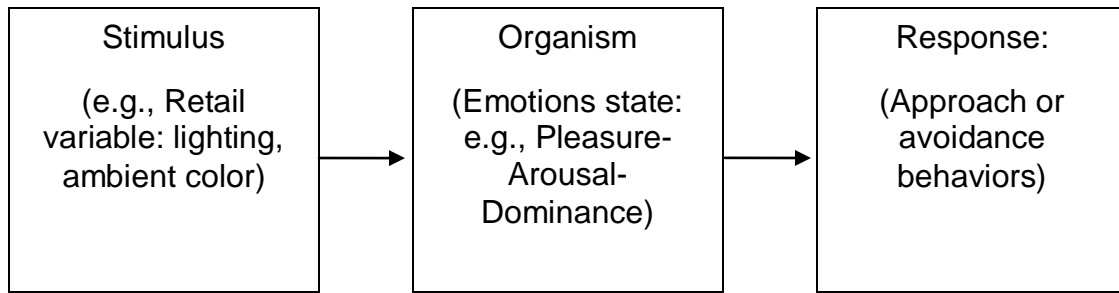 Stimulus
(e.g., Retail
variable: lighting,
ambient color)
Organism
(Emotions state:
e.g., Pleasure-
Arousal-
Dominance)
Response:
(Approach or
avoidance
behaviors)